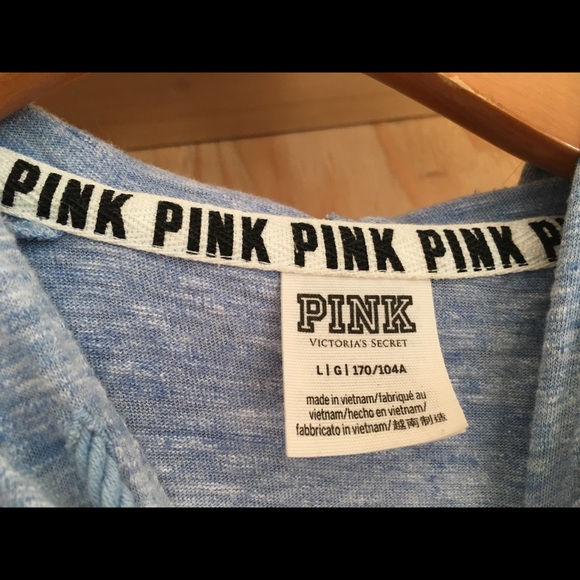 PINK PINK PINK PINK P
PINK
VICTORIA'S SECRET
L | G | 170/104A
made in vietnam/fabriqué au
vietnam/hecho en vietnam/
fabbricato in vietnam/越南制造